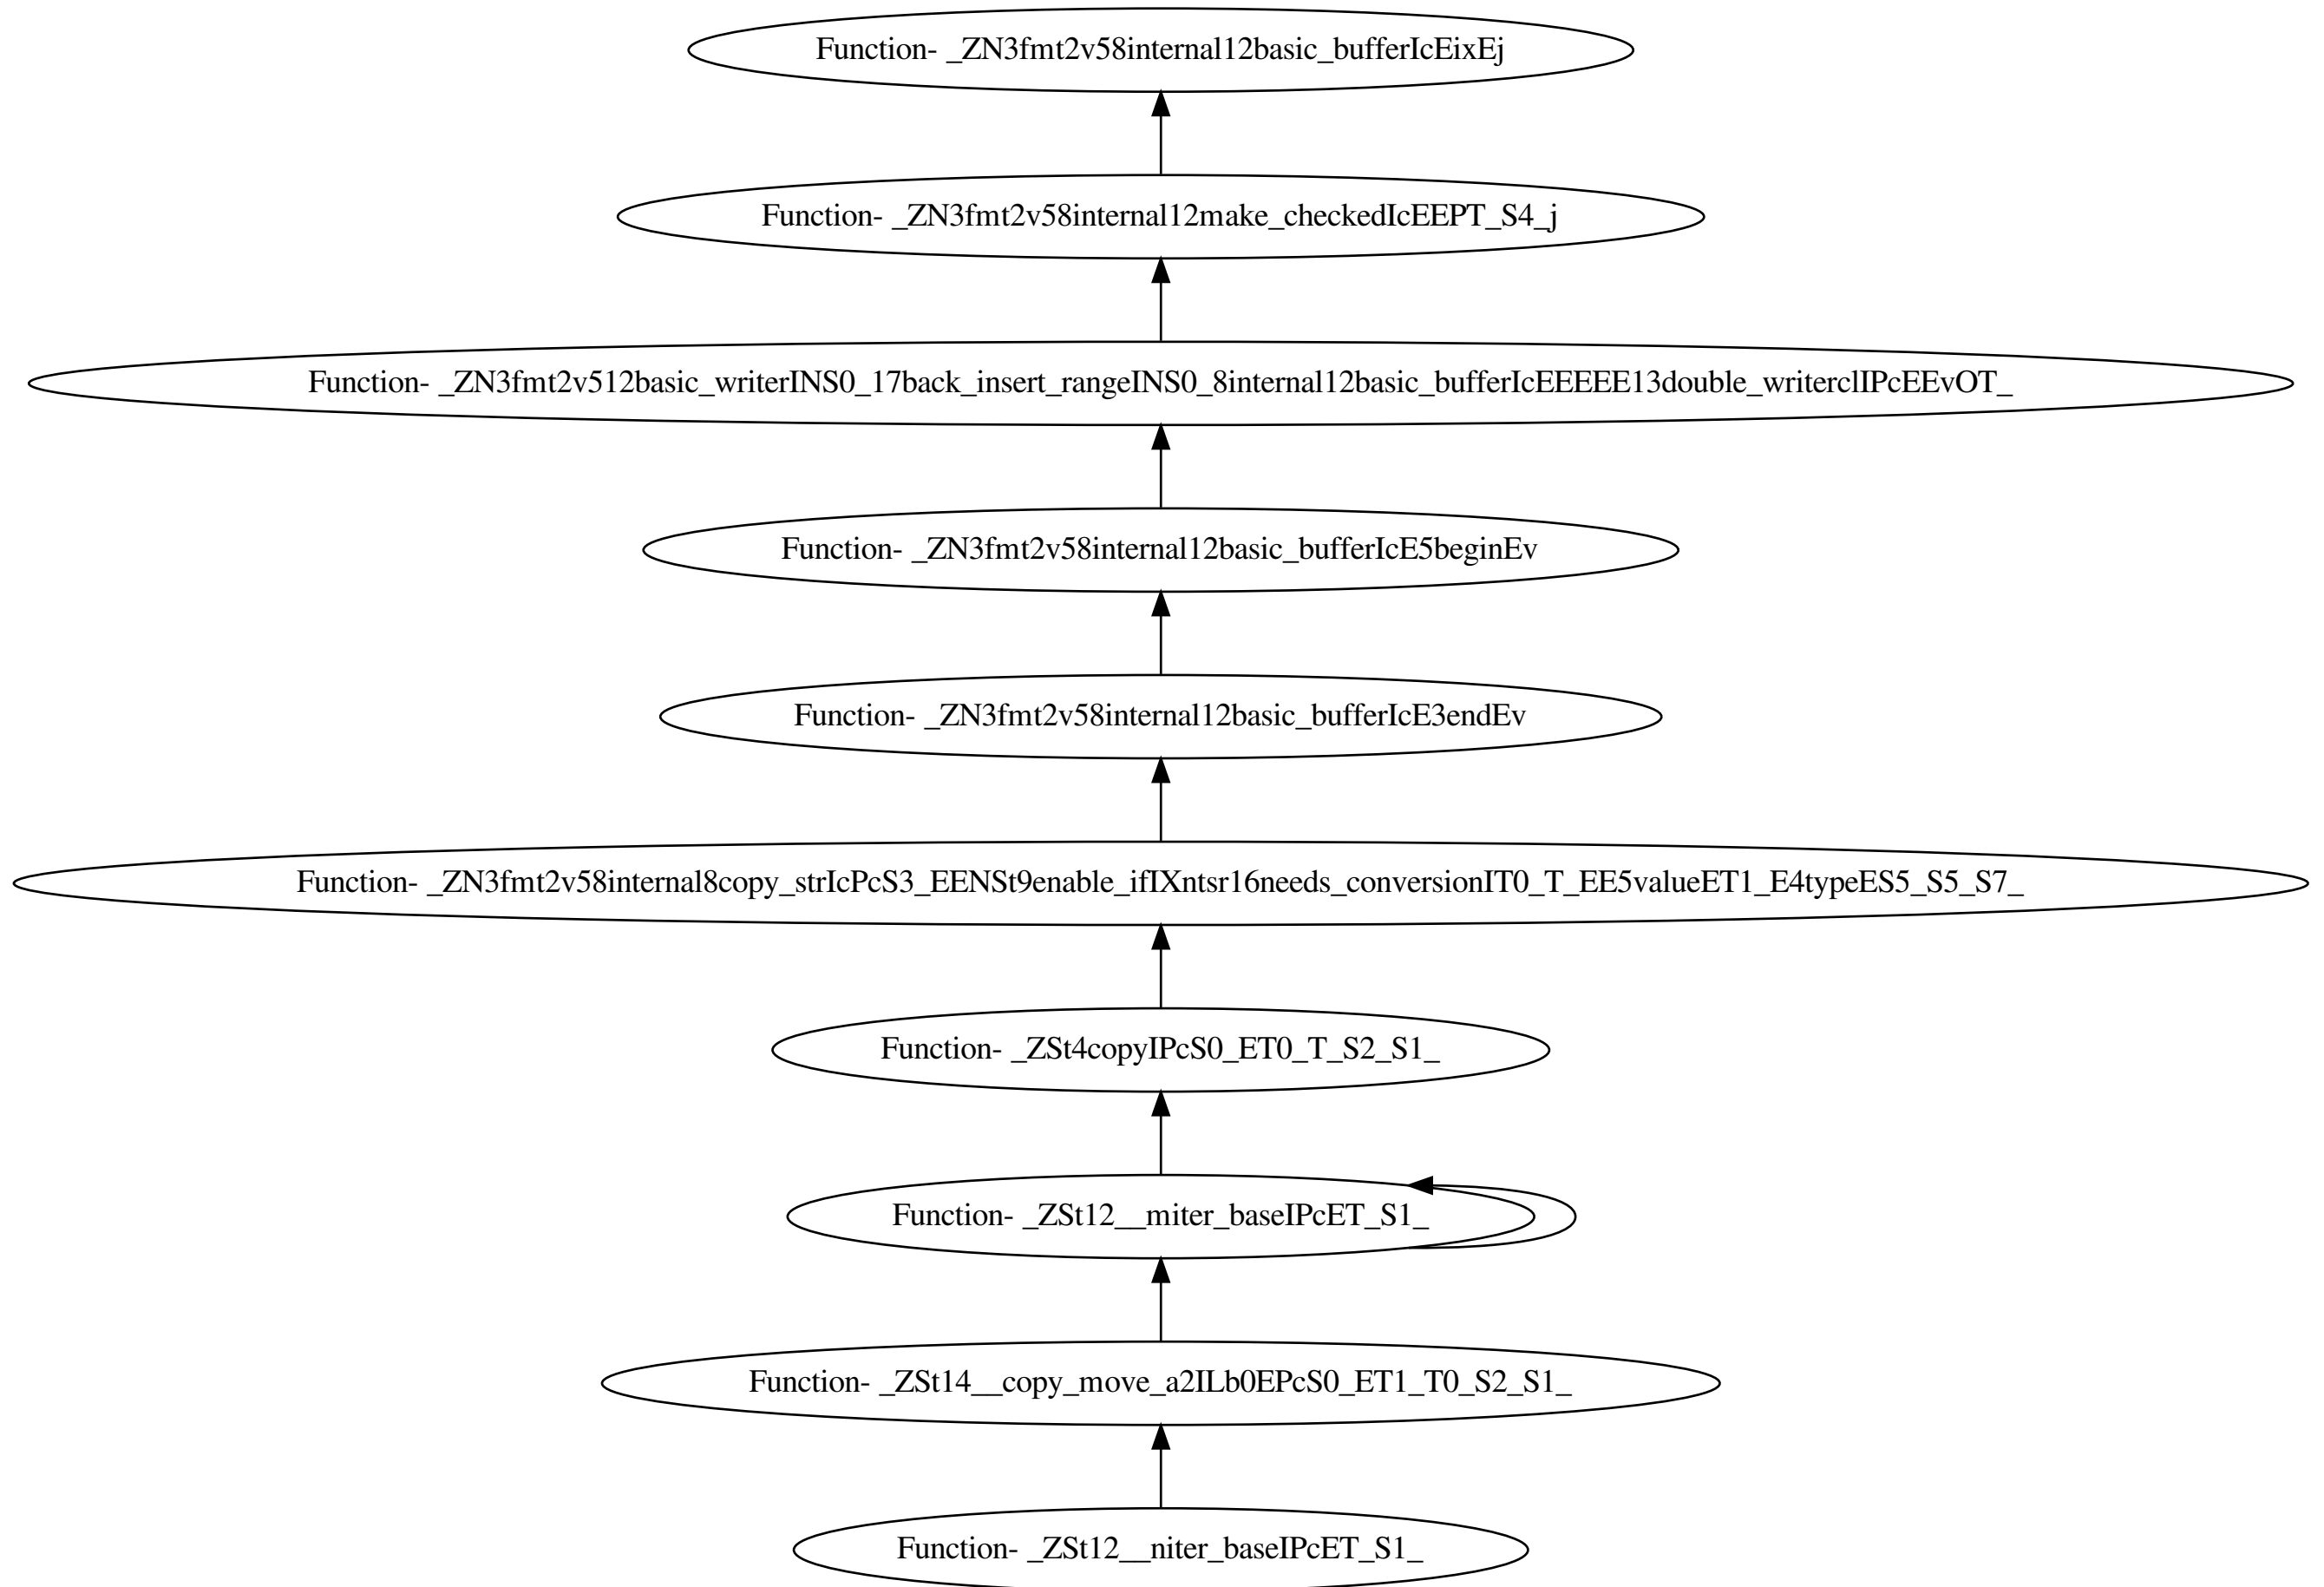 Function- _ZN3fmt2v58internal12basic_bufferIcEixEj
Function- _ZN3fmt2v58internal12make_checkedIcEEPT_S4_j
Function- _ZN3fmt2v512basic_writerINS0_17back_insert_rangeINS0_8internal12basic_bufferIcEEEEE13double_writerclIPcEEvOT_
Function- _ZN3fmt2v58internal12basic_bufferIcE5beginEv
Function- _ZN3fmt2v58internal12basic_bufferIcE3endEv
Function- _ZN3fmt2v58internal8copy_strIcPcS3_EENSt9enable_ifIXntsr16needs_conversionIT0_T_EE5valueET1_E4typeES5_S5_S7_
Function- _ZSt4copyIPcS0_ET0_T_S2_S1_
Function- _ZSt12__miter_baseIPcET_S1_
Function- _ZSt14__copy_move_a2ILb0EPcS0_ET1_T0_S2_S1_
Function- _ZSt12__niter_baseIPcET_S1_